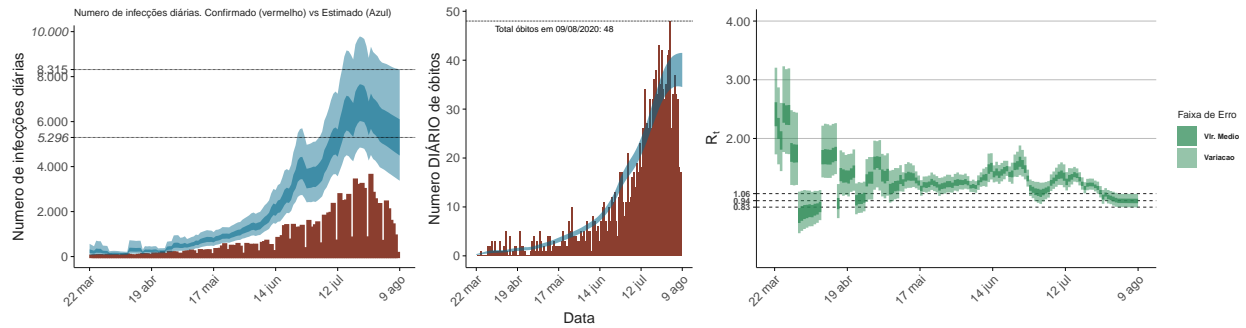 Numero de infecções diárias. Confirmado (vermelho) vs Estimado (Azul)
Numero de infecções diárias
10.000
8.315
8.000
5.296
4.000
2.000
0
22 mar
19 abr
17 mai
14 jun
12 jul
9 ago
Numero DIÁRIO de óbitos
Total óbitos em 09/08/2020: 48
50
40
30
20
10
0
22 mar
19 abr
17 mai
14 jun
12 jul
9 ago
Data
Rt
4.00
3.00
2.00
1.06
0.94
0.83
22 mar
19 abr
17 mai
14 jun
12 jul
9 ago
Faixa de Erro
Vlr. Medio
Variacao